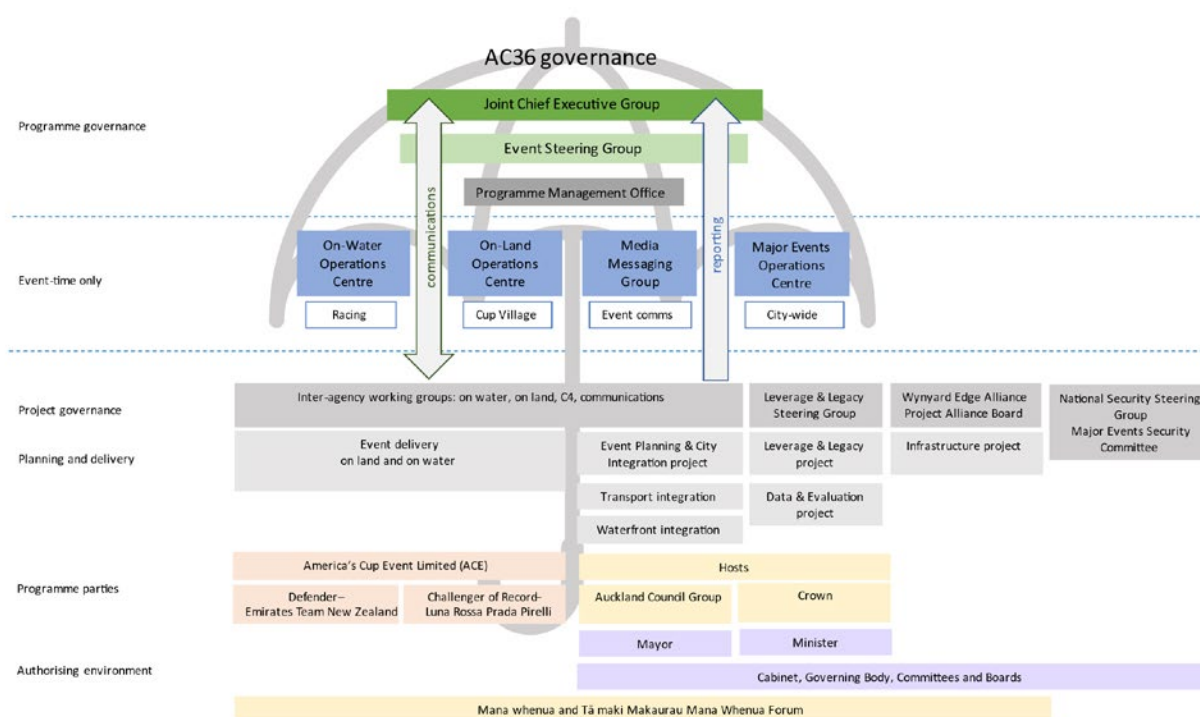 AC36 governance
Programme governance
Joint Chief Executive Group
Event Steering Group
Programme Management Office
communications
reporting
Event-time only
On-Water
Operations
Centre
Racing
On-Land
Operations
Centre
Cup Village
Media
Messaging
Group
Event comms
Major Events
Operations
Centre
City-wide
Project governance
Inter-agency working groups: on water, on land, C4, communications
Leverage & Legacy
Steering Group
Wynyard Edge Alliance
Project Alliance Board
National Security Steering
Group
Major Events Security
Committee
Planning and delivery
Event delivery
on land and on water
Event Planning & City
Integration project
Leverage & Legacy
project
Infrastructure project
Transport integration
Data & Evaluation
project
Waterfront integration
Programme parties
America's Cup Event Limited (ACE)
Hosts
Defender–
Emirates Team New Zealand
Challenger of Record-
Luna Rossa Prada Pirelli
Auckland Council Group
Crown
Mayor
Minister
Authorising environment
Cabinet, Governing Body, Committees and Boards
Mana whenua and Tā maki Makaurau Mana Whenua Forum